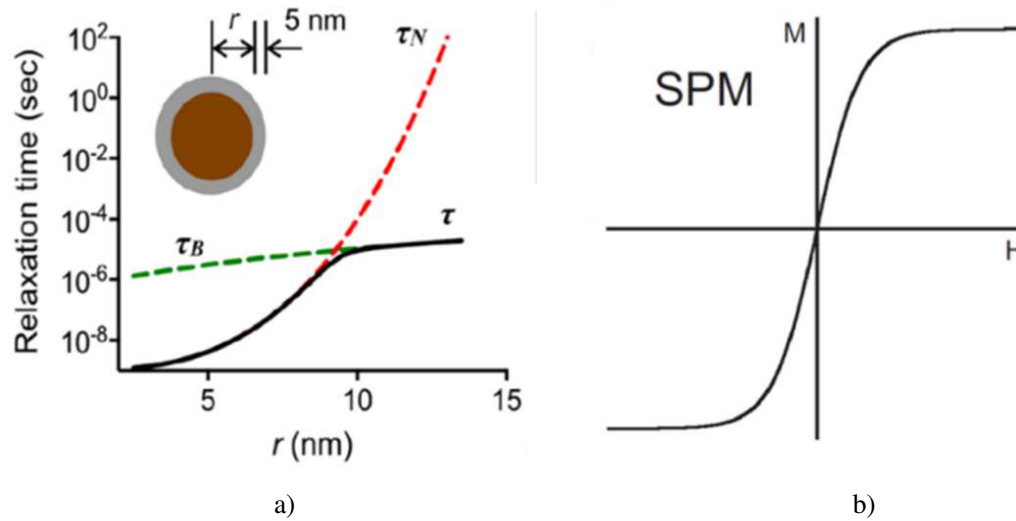 r 5 nm
10² τN
10⁰
10⁻²
10⁻⁴ τ
τB
10⁻⁶
10⁻⁸
Relaxation time (sec)
5 10 15
r (nm)
a)
M
SPM
H
b)